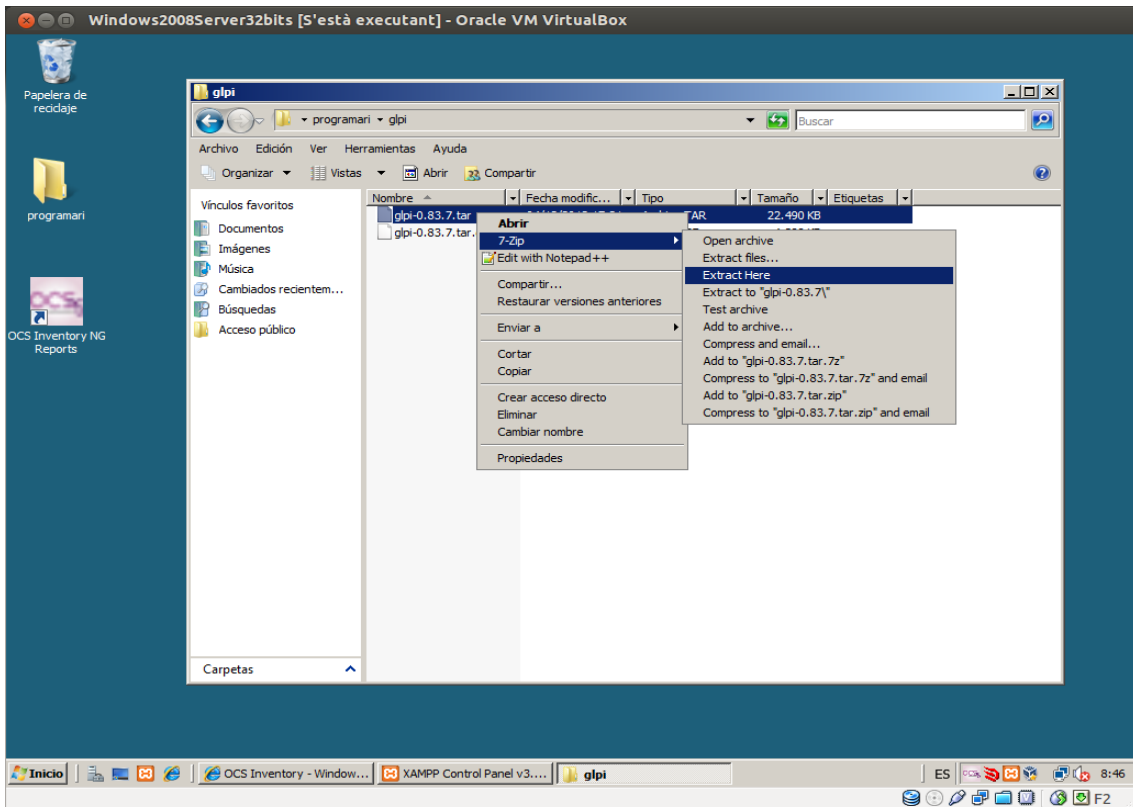 Windows2008Server32bits [S'està executant] - Oracle VM VirtualBox
Papelera de
reciclaje
programari
OCS Inventory NG
Reports
glpi
programari glpi
Buscar
Archivo Edición Ver Herramientas Ayuda
Organizar Vistas Abrir Compartir
Vínculos favoritos
Documentos
Imágenes
Música
Cambiados recientem...
Búsquedas
Acceso público
Carpetas
Nombre Fecha modific... Tipo Tamaño Etiquetas
glpi-0.83.7.tar TAR 22.490 KB
glpi-0.83.7.tar.
Abrir
7-Zip
Edit with Notepad++
Compartir...
Restaurar versiones anteriores
Enviar a
Cortar
Copiar
Crear acceso directo
Eliminar
Cambiar nombre
Propiedades
Open archive
Extract files...
Extract Here
Extract to "glpi-0.83.7\"
Test archive
Add to archive...
Compress and email...
Add to "glpi-0.83.7.tar.7z"
Compress to "glpi-0.83.7.tar.7z" and email
Add to "glpi-0.83.7.tar.zip"
Compress to "glpi-0.83.7.tar.zip" and email
Inicio OCS Inventory - Window... XAMPP Control Panel v3.... glpi ES 8:46
F2